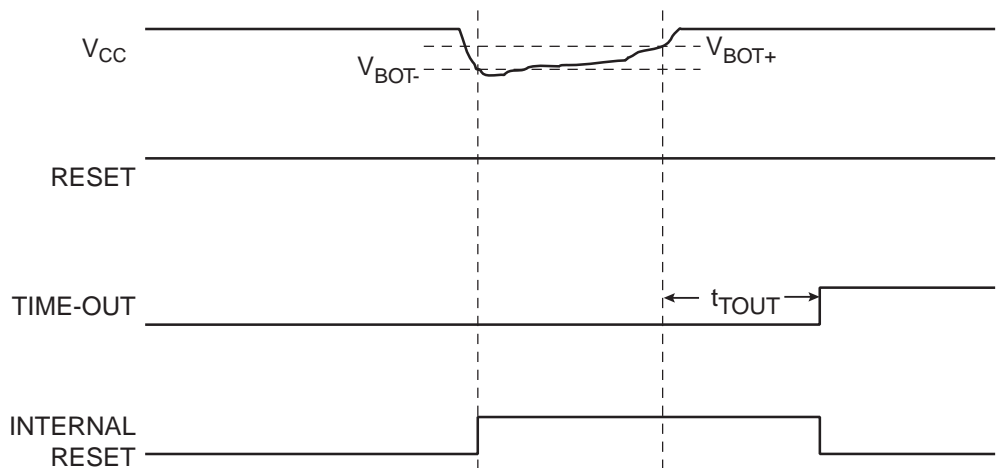 VCC
VBOT-
VBOT+
RESET
TIME-OUT
tTOUT
INTERNAL
RESET